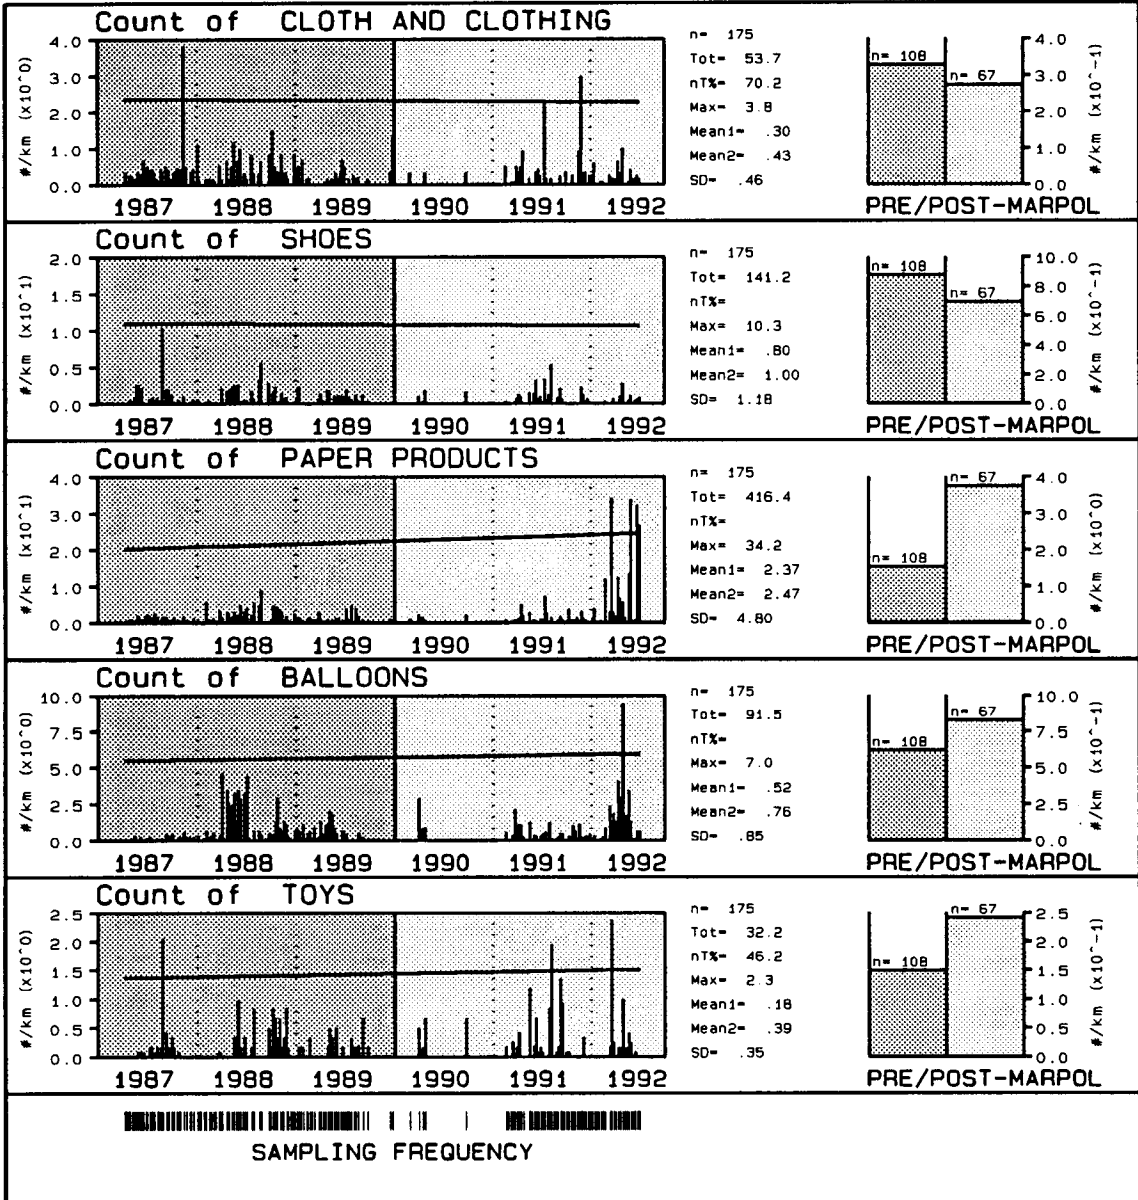 Count of CLOTH AND CLOTHING
#/km (x10^0)
4.0
3.0
2.0
1.0
0.0
1987 1988 1989 1990 1991 1992
n= 175
Tot= 53.7
nT%= 70.2
Max= 3.8
Mean1= .30
Mean2= .43
SD= .46
n= 108
n= 67
4.0
3.0
2.0
1.0
0.0
#/km (x10^-1)
PRE/POST-MARPOL
Count of SHOES
#/km (x10^1)
2.0
1.5
1.0
0.5
0.0
1987 1988 1989 1990 1991 1992
n= 175
Tot= 141.2
nT%=
Max= 10.3
Mean1= .80
Mean2= 1.00
SD= 1.18
n= 108
n= 67
10.0
8.0
6.0
4.0
2.0
0.0
#/km (x10^-1)
PRE/POST-MARPOL
Count of PAPER PRODUCTS
#/km (x10^1)
4.0
3.0
2.0
1.0
0.0
1987 1988 1989 1990 1991 1992
n= 175
Tot= 416.4
nT%=
Max= 34.2
Mean1= 2.37
Mean2= 2.47
SD= 4.80
n= 108
n= 67
4.0
3.0
2.0
1.0
0.0
#/km (x10^0)
PRE/POST-MARPOL
Count of BALLOONS
#/km (x10^0)
10.0
7.5
5.0
2.5
0.0
1987 1988 1989 1990 1991 1992
n= 175
Tot= 91.5
nT%=
Max= 7.0
Mean1= .52
Mean2= .76
SD= .85
n= 108
n= 67
10.0
7.5
5.0
2.5
0.0
#/km (x10^-1)
PRE/POST-MARPOL
Count of TOYS
#/km (x10^0)
2.5
2.0
1.5
1.0
0.5
0.0
1987 1988 1989 1990 1991 1992
n= 175
Tot= 32.2
nT%= 46.2
Max= 2.3
Mean1= .18
Mean2= .39
SD= .35
n= 108
n= 67
2.5
2.0
1.5
1.0
0.5
0.0
#/km (x10^-1)
PRE/POST-MARPOL
SAMPLING FREQUENCY